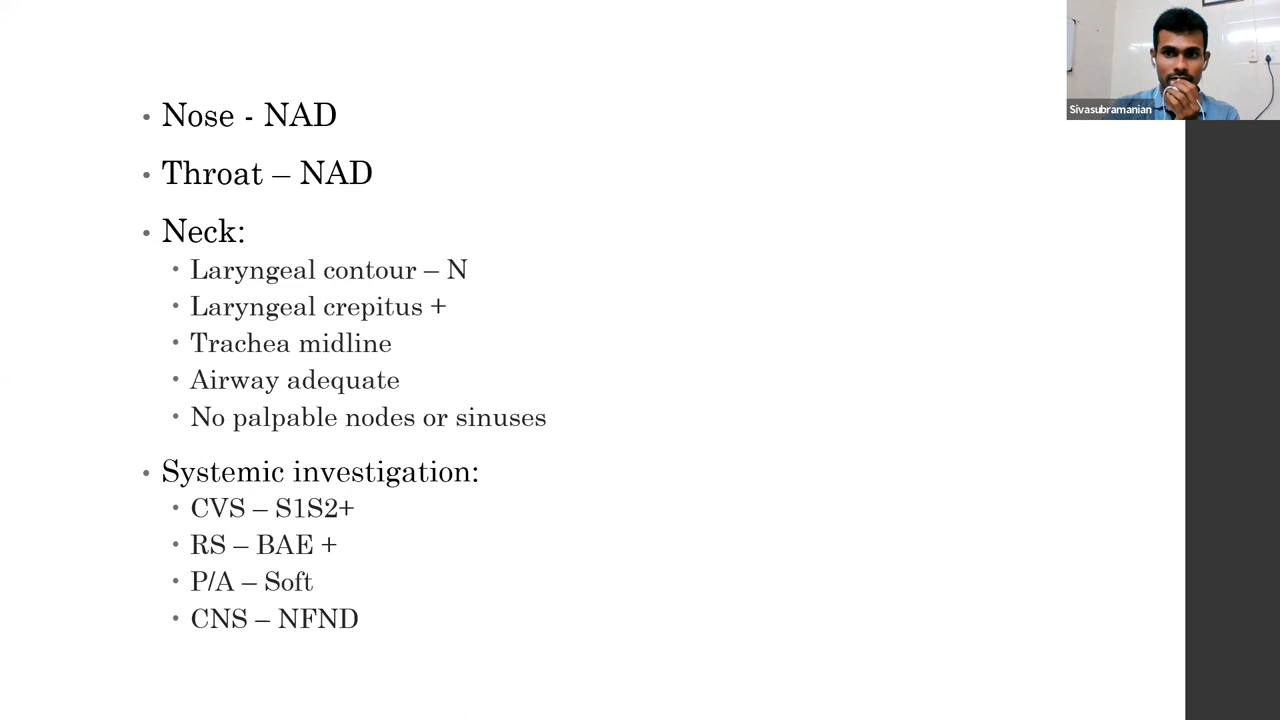 Sivasubramanian
• Nose - NAD
• Throat – NAD
• Neck:
• Laryngeal contour – N
• Laryngeal crepitus +
• Trachea midline
• Airway adequate
• No palpable nodes or sinuses
• Systemic investigation:
• CVS – S1S2+
• RS – BAE +
• P/A – Soft
• CNS – NFND